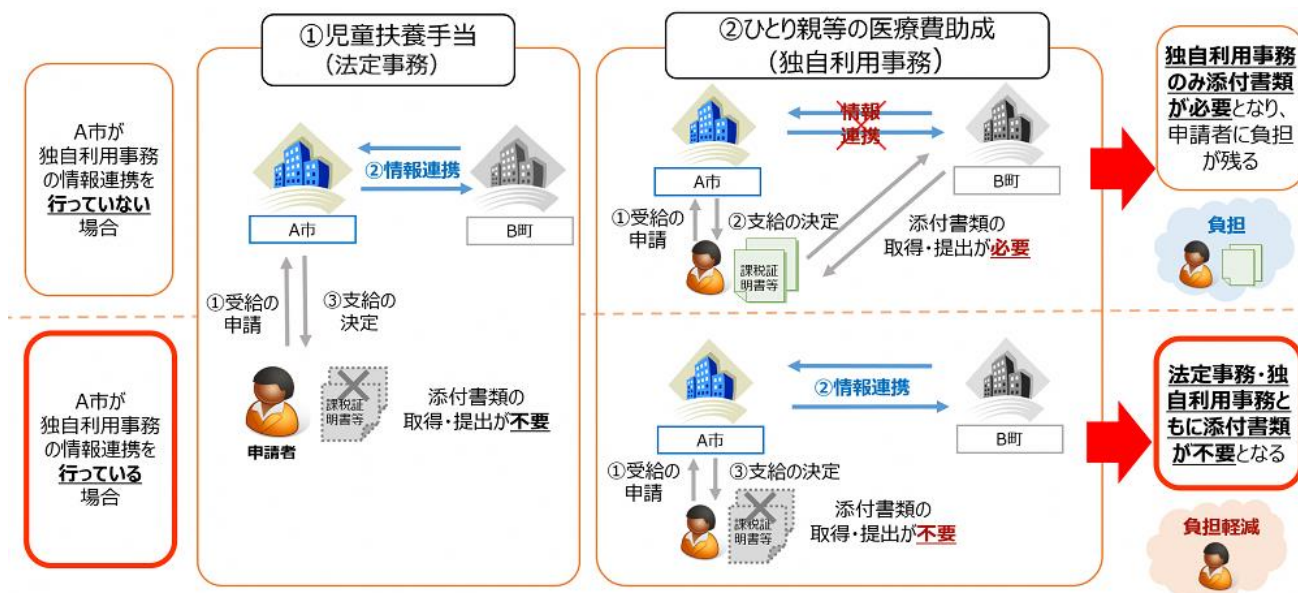 A市が
独自利用事務
の情報連携を
行っていない
場合
A市が
独自利用事務
の情報連携を
行っている
場合
①児童扶養手当
(法定事務)
②情報連携
A市
B町
①受給の
申請
③支給の
決定
課税証
明書等
申請者
添付書類の
取得・提出が不要
②ひとり親等の医療費助成
(独自利用事務)
情報
連携
A市
B町
①受給の
申請
②支給の決定
課税証
明書等
添付書類の
取得・提出が必要
②情報連携
A市
B町
①受給の
申請
③支給の決定
課税証
明書等
添付書類の
取得・提出が不要
独自利用事務
のみ添付書類
が必要となり、
申請者に負担
が残る
負担
法定事務・独
自利用事務と
もに添付書類
が不要となる
負担軽減